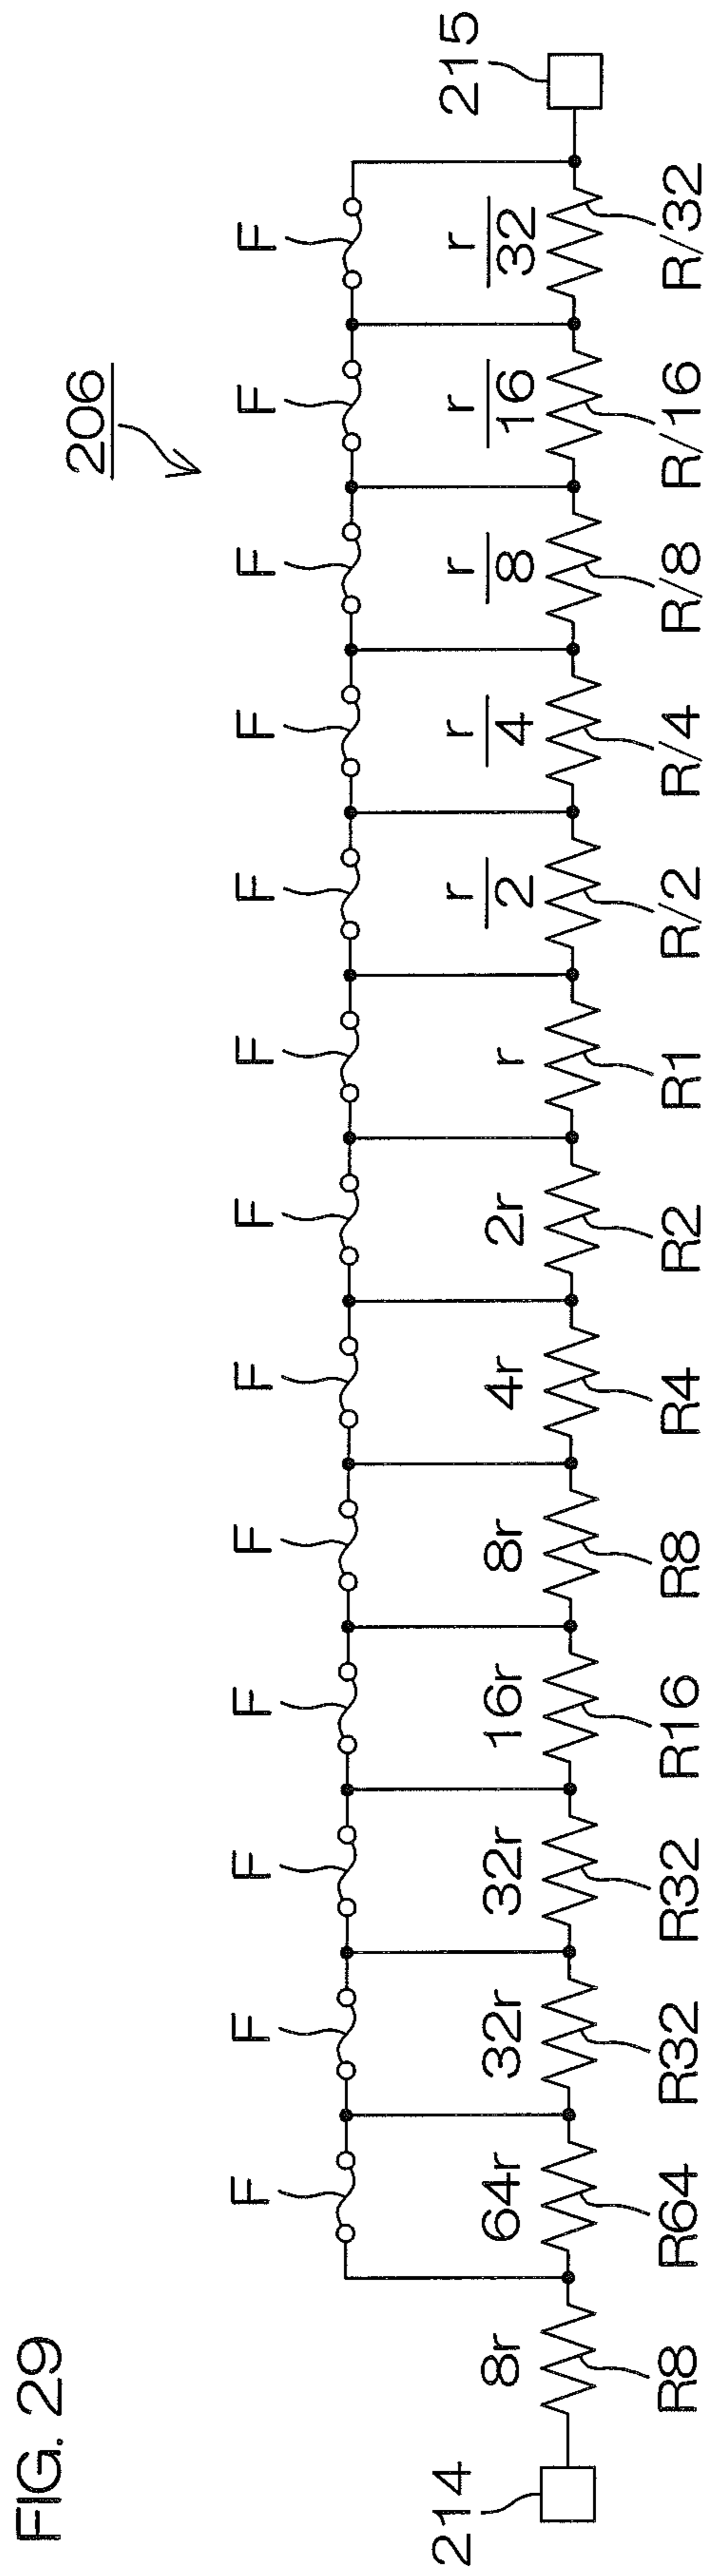 FIG. 29
206
F F F F F F F F F F F F F
214
8r 64r 32r 32r 16r 8r 4r 2r r r/2 r/4 r/8 r/16 r/32
215
R8 R64 R32 R32 R16 R8 R4 R2 R1 R/2 R/4 R/8 R/16 R/32